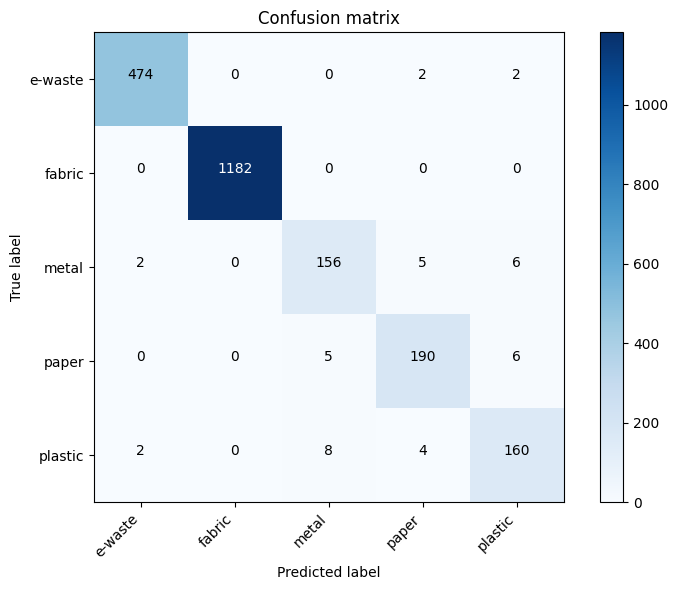 Confusion matrix
e-waste 474 0 0 2 2
fabric 0 1182 0 0 0
metal 2 0 156 5 6
paper 0 0 5 190 6
plastic 2 0 8 4 160
e-waste fabric metal paper plastic
Predicted label
True label
1000
800
600
400
200
0